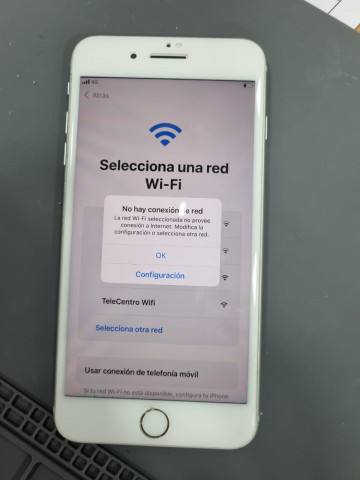 4G
Atrás
Selecciona una red
Wi-Fi
No hay conexión de red
La red Wi-Fi seleccionada no provee
conexión a Internet. Modifica la
configuración o selecciona otra red.
OK
Configuración
TeleCentro Wifi
Selecciona otra red
Usar conexión de telefonía móvil
Si tu red Wi-Fi no está disponible, configura tu iPhone